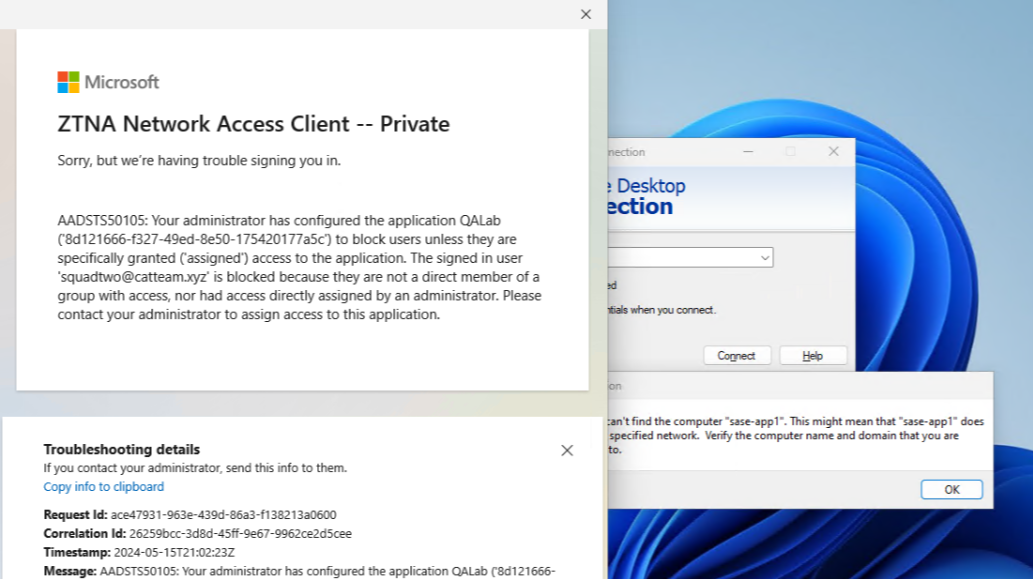 Microsoft
ZTNA Network Access Client -- Private
Sorry, but we're having trouble signing you in.
AADSTS50105: Your administrator has configured the application QALab
('8d121666-f327-49ed-8e50-175420177a5c') to block users unless they are
specifically granted ('assigned') access to the application. The signed in user
'squadtwo@catteam.xyz' is blocked because they are not a direct member of a
group with access, nor had access directly assigned by an administrator. Please
contact your administrator to assign access to this application.
Troubleshooting details
If you contact your administrator, send this info to them.
Copy info to clipboard
Request Id: ace47931-963e-439d-86a3-f138213a0600
Correlation Id: 26259bcc-3d8d-45ff-9e67-9962ce2d5cee
Timestamp: 2024-05-15T21:02:23Z
Message: AADSTS50105: Your administrator has configured the application QALab ('8d121666-
nection
e Desktop
ection
ed
ntials when you connect.
Connect Help
on
can't find the computer "sase-app1". This might mean that "sase-app1" does
specified network. Verify the computer name and domain that you are
to.
OK